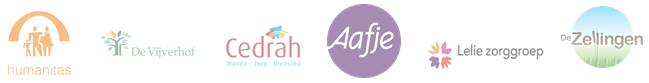 humanitas
De Vijverhof
Cedrah
Wonen - Zorg - Diensten
Aafje
Lelie zorggroep
De Zellingen